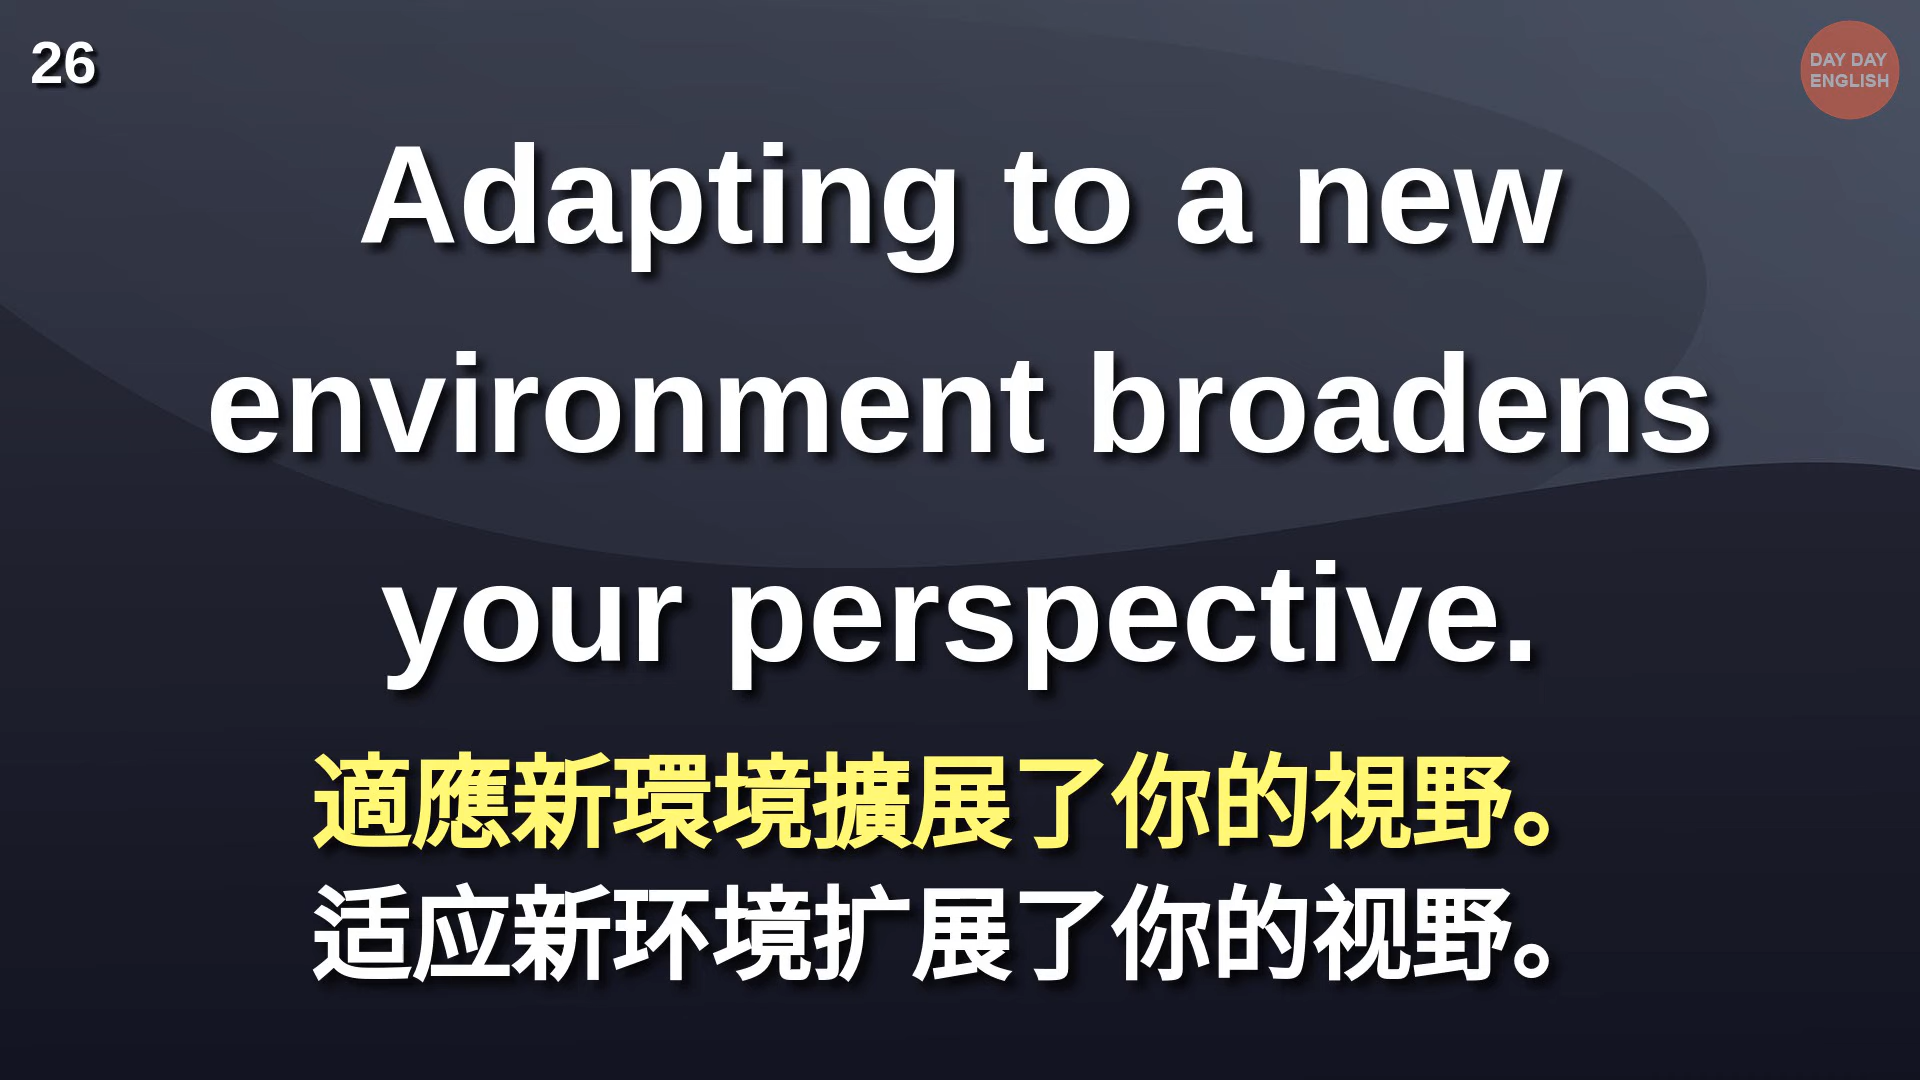 26
DAY DAY
ENGLISH
Adapting to a new
environment broadens
your perspective.
適應新環境擴展了你的視野。
适应新环境扩展了你的视野。